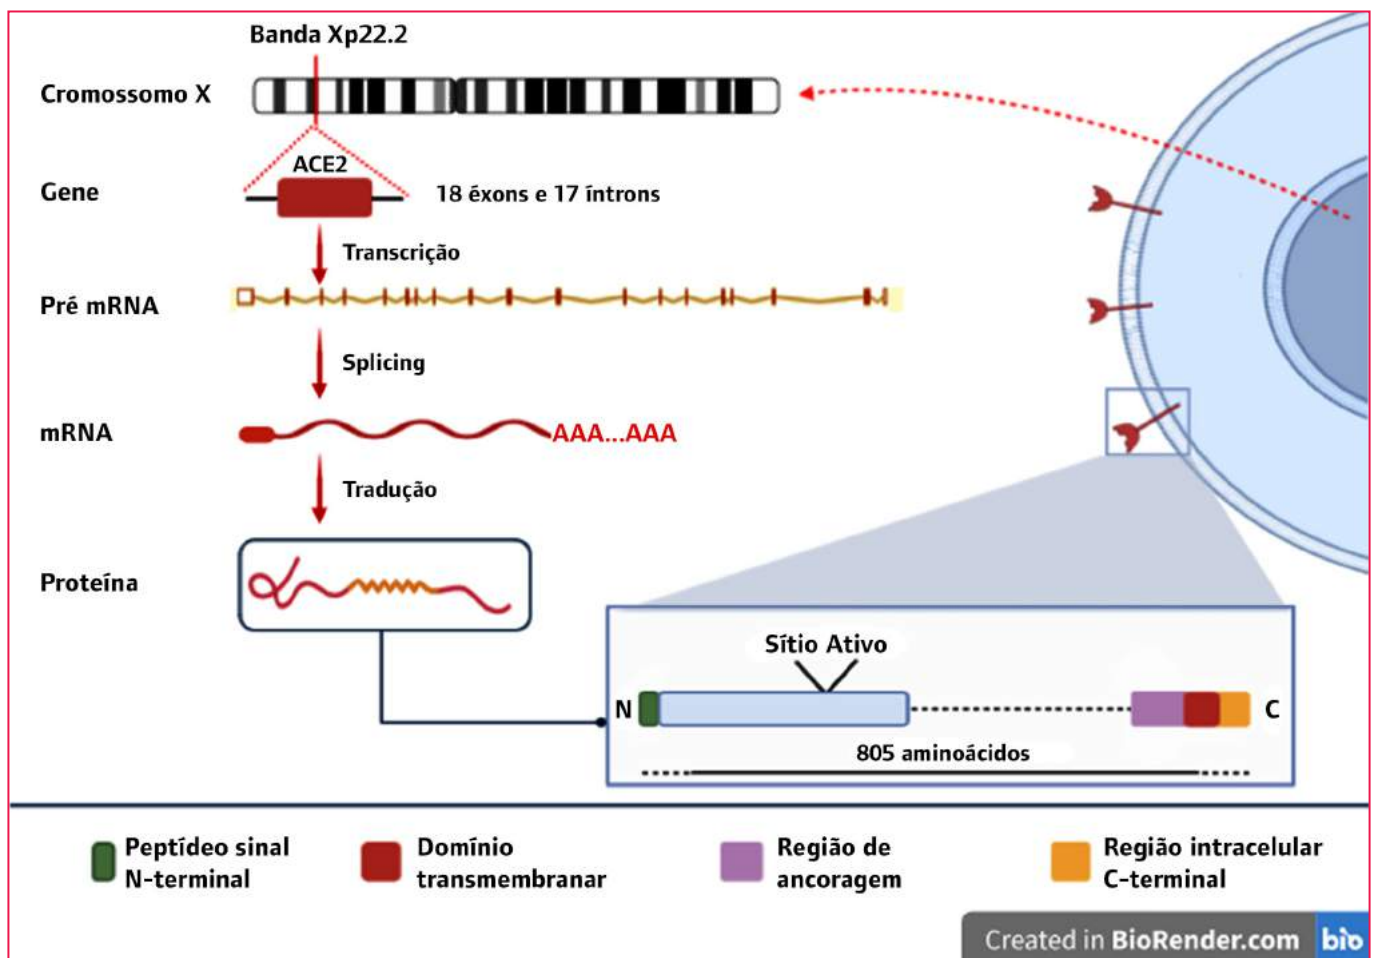 Banda Xp22.2
Cromossomo X
ACE2
Gene
18 éxons e 17 íntrons
Transcrição
Pré mRNA
Splicing
mRNA
AAA...AAA
Tradução
Proteína
Sítio Ativo
N
C
805 aminoácidos
Peptídeo sinal
N-terminal
Domínio
transmembranar
Região de
ancoragem
Região intracelular
C-terminal
Created in BioRender.com bio